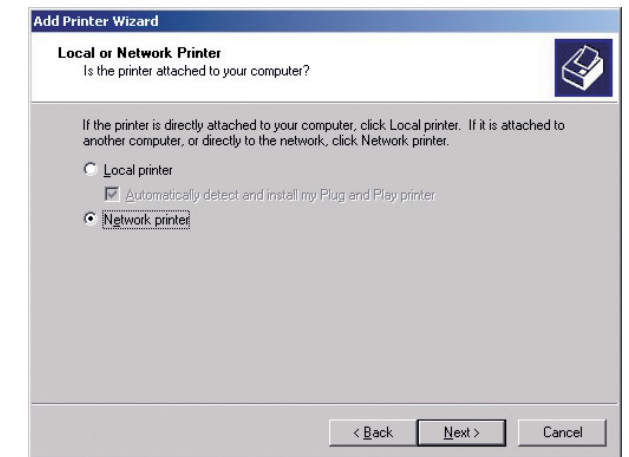 Add Printer Wizard
Local or Network Printer
Is the printer attached to your computer?
If the printer is directly attached to your computer, click Local printer. If it is attached to
another computer, or directly to the network, click Network printer.
Local printer
Automatically detect and install my Plug and Play printer
Network printer
< Back Next > Cancel